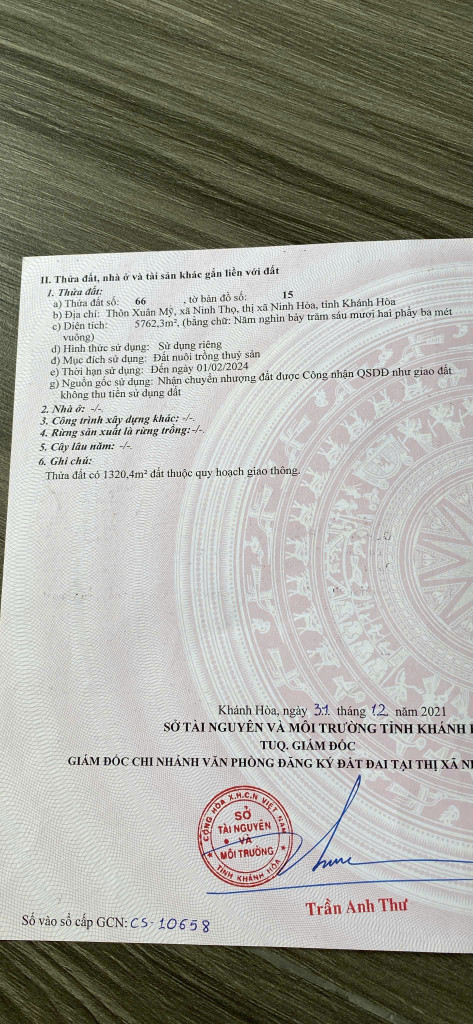 II. Thửa đất, nhà ở và tài sản khác gắn liền với đất
1. Thửa đất:
a) Thửa đất số: 66 , tờ bản đồ số: 15
b) Địa chỉ: Thôn Xuân Mỹ, xã Ninh Thọ, thị xã Ninh Hòa, tỉnh Khánh Hòa
c) Diện tích: 5762,3m², (bằng chữ: Năm nghìn bảy trăm sáu mươi hai phẩy ba mét
vuông)
d) Hình thức sử dụng: Sử dụng riêng
đ) Mục đích sử dụng: Đất nuôi trồng thuỷ sản
e) Thời hạn sử dụng: Đến ngày 01/02/2024
g) Nguồn gốc sử dụng: Nhận chuyển nhượng đất được Công nhận QSDĐ như giao đất
không thu tiền sử dụng đất
2. Nhà ở: -/-.
3. Công trình xây dựng khác: -/-.
4. Rừng sản xuất là rừng trồng: -/-.
5. Cây lâu năm: -/-.
6. Ghi chú:
Thửa đất có 1320,4m² đất thuộc quy hoạch giao thông.
Khánh Hòa, ngày 31 tháng 12 năm 2021
SỞ TÀI NGUYÊN VÀ MÔI TRƯỜNG TỈNH KHÁNH
TUQ. GIÁM ĐỐC
GIÁM ĐỐC CHI NHÁNH VĂN PHÒNG ĐĂNG KÝ ĐẤT ĐAI TẠI THỊ XÃ
CỘNG HÒA X.H.C.N VIỆT NAM
SỞ
TÀI NGUYÊN
VÀ
MÔI TRƯỜNG
TỈNH KHÁNH HÒA
Trần Anh Thư
Số vào sổ cấp GCN: CS-10658